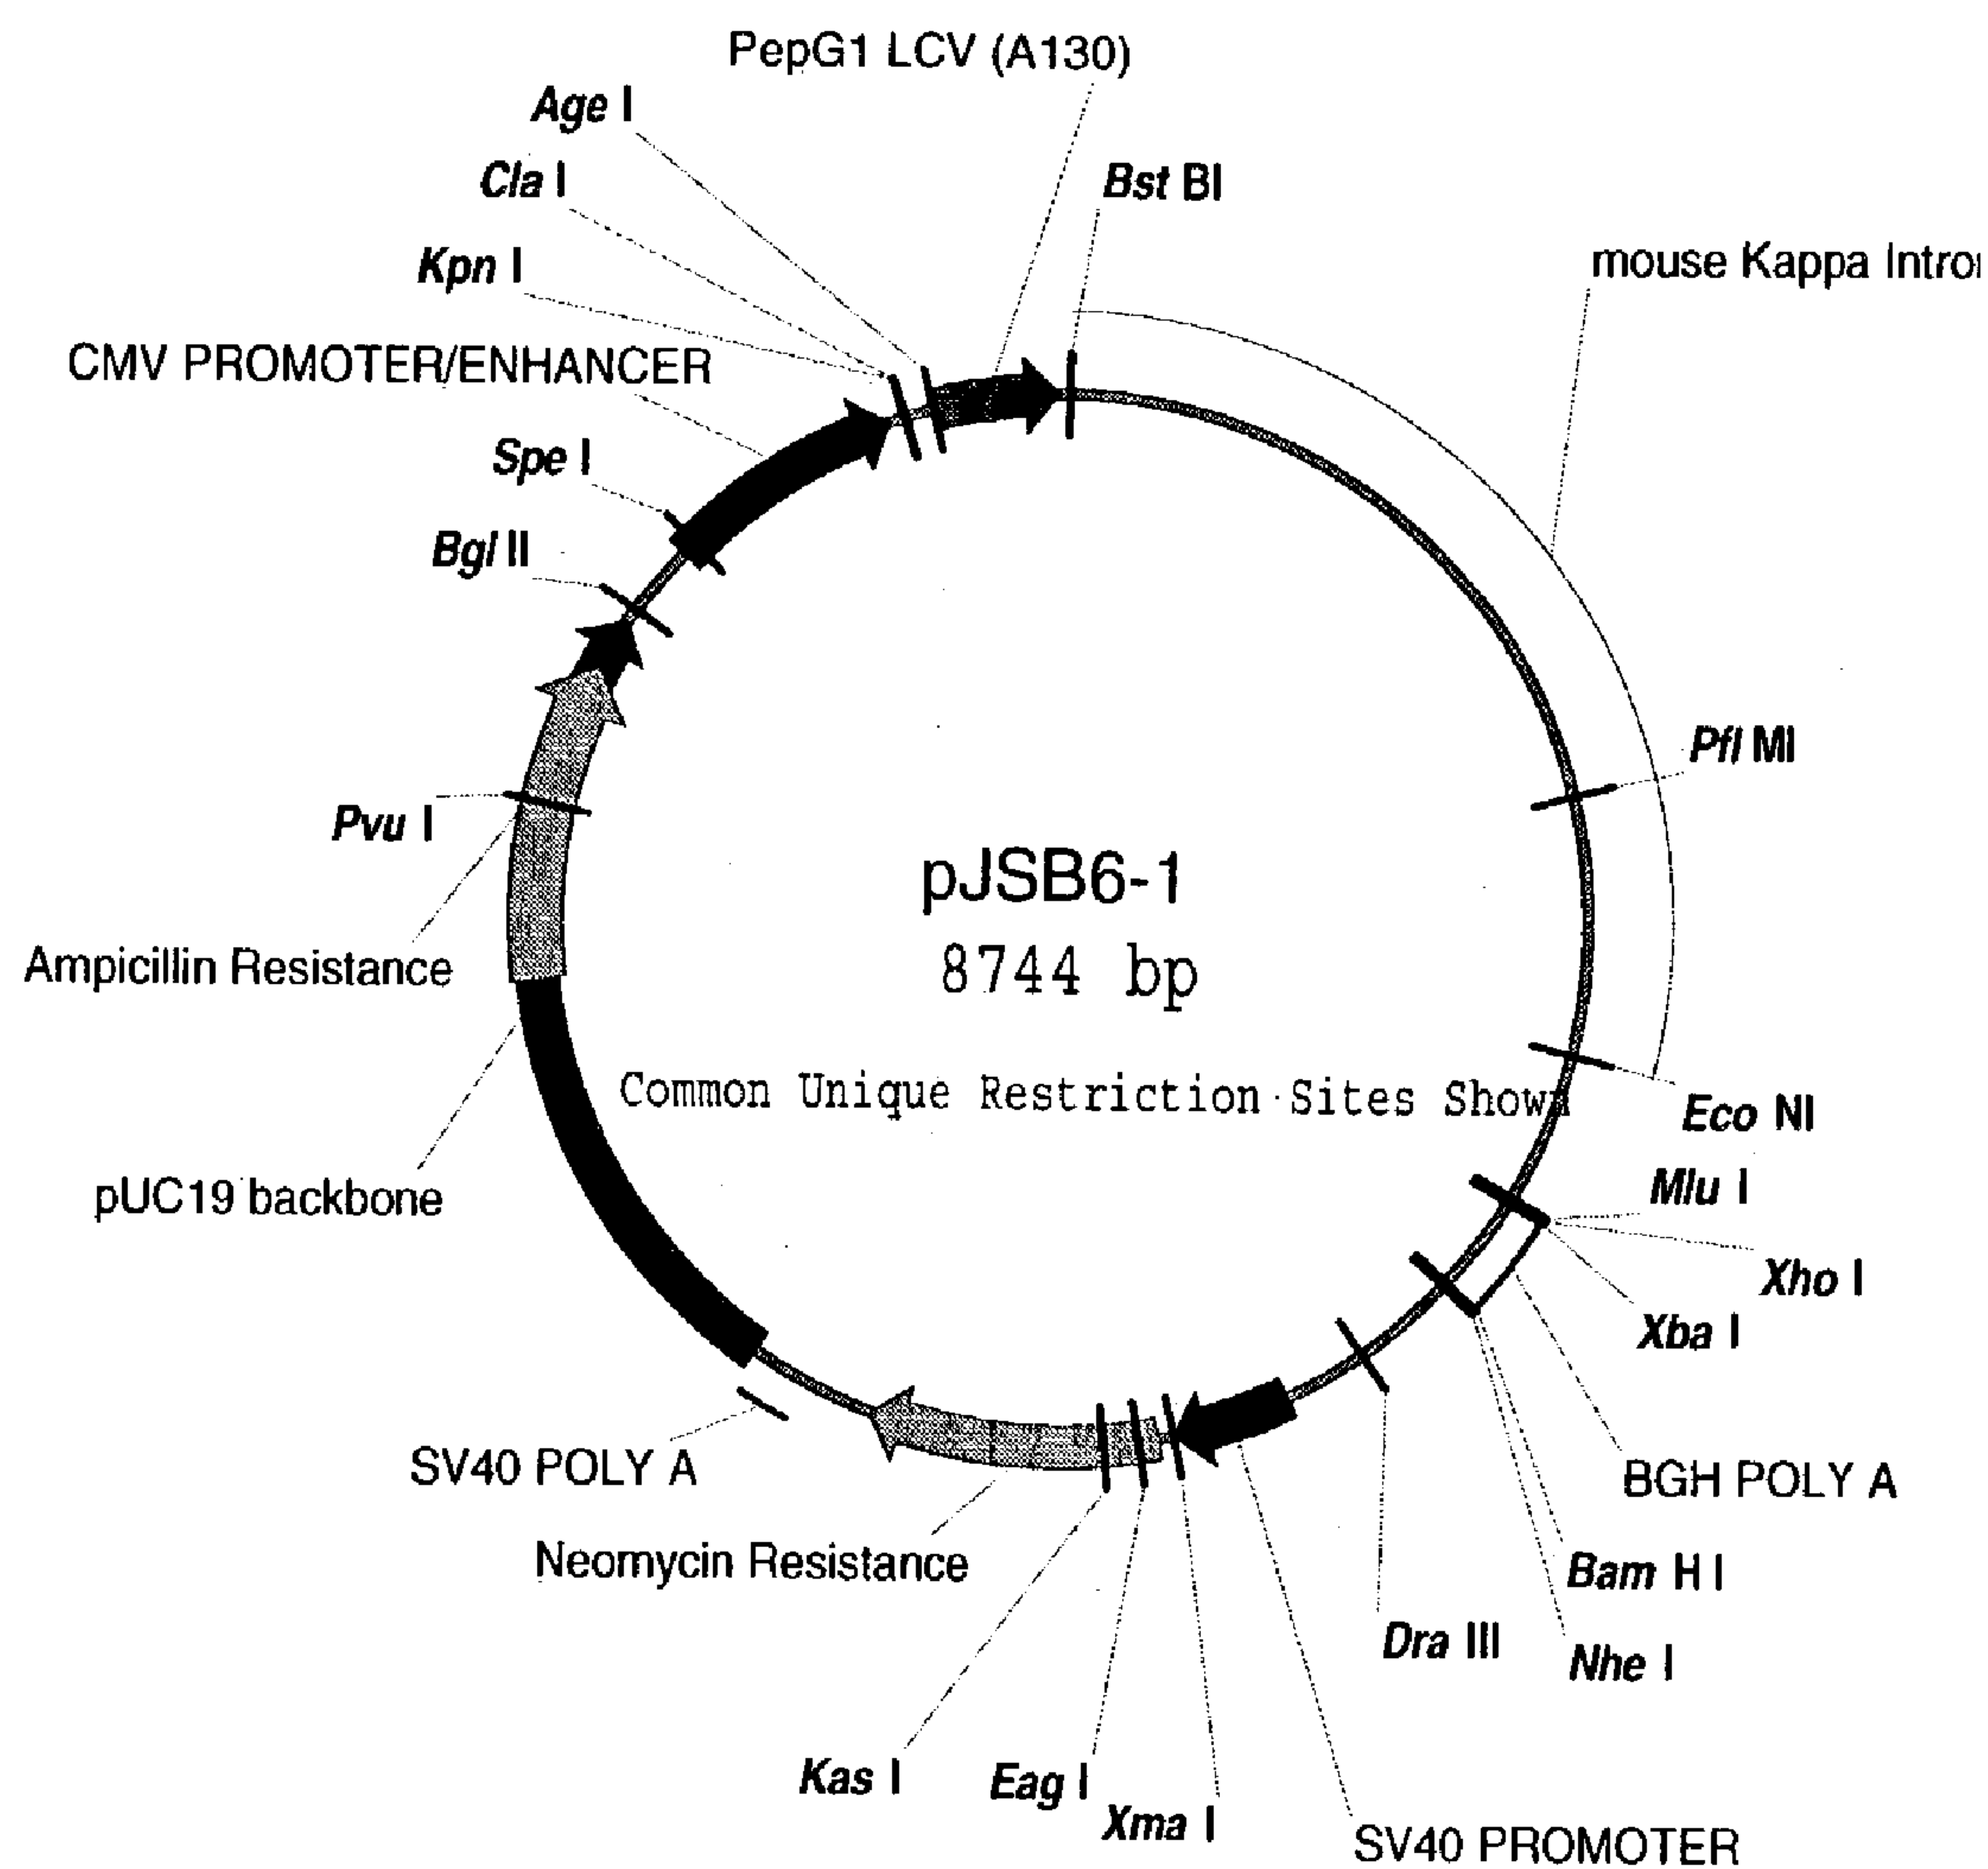 PepG1 LCV (A130)
Age I
Cla I
Bst BI
Kpn I
mouse Kappa Intro
CMV PROMOTER/ENHANCER
Spe I
Bgl II
Pfl MI
Pvu I
pJSB6-1
8744 bp
Ampicillin Resistance
Common Unique Restriction Sites Shown
Eco NI
pUC19 backbone
Mlu I
Xho I
Xba I
SV40 POLY A
BGH POLY A
Neomycin Resistance
Bam H I
Dra III
Nhe I
Kas I
Eag I
Xma I
SV40 PROMOTER